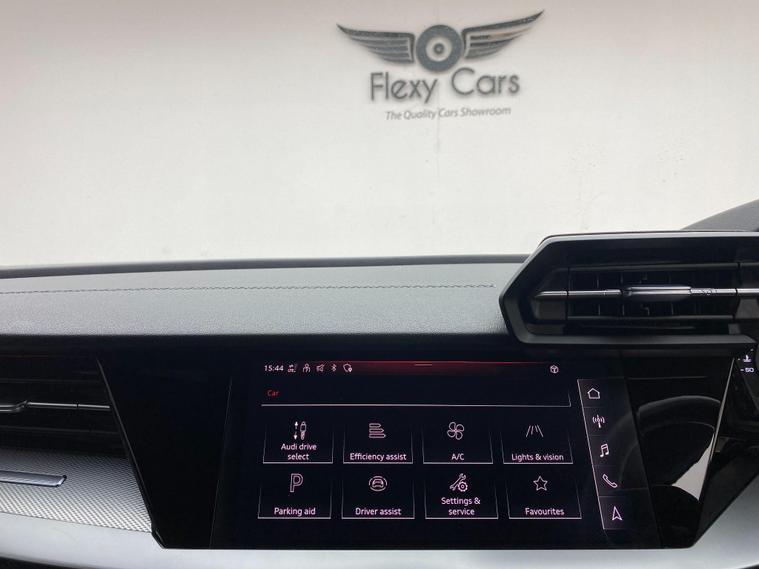 Flexy Cars
The Quality Cars Showroom
15:44
Car
Audi drive
select
Efficiency assist
A/C
Lights & vision
P
Parking aid
Driver assist
Settings &
service
Favourites